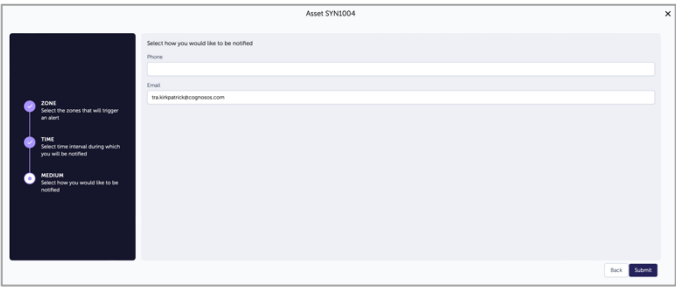 Asset SYN1004
Select how you would like to be notified
Phone
Email
tra.kirkpatrick@cognosos.com
ZONE
Select the zones that will trigger
an alert
TIME
Select time interval during which
you will be notified
MEDIUM
Select how you would like to be
notified
Back
Submit